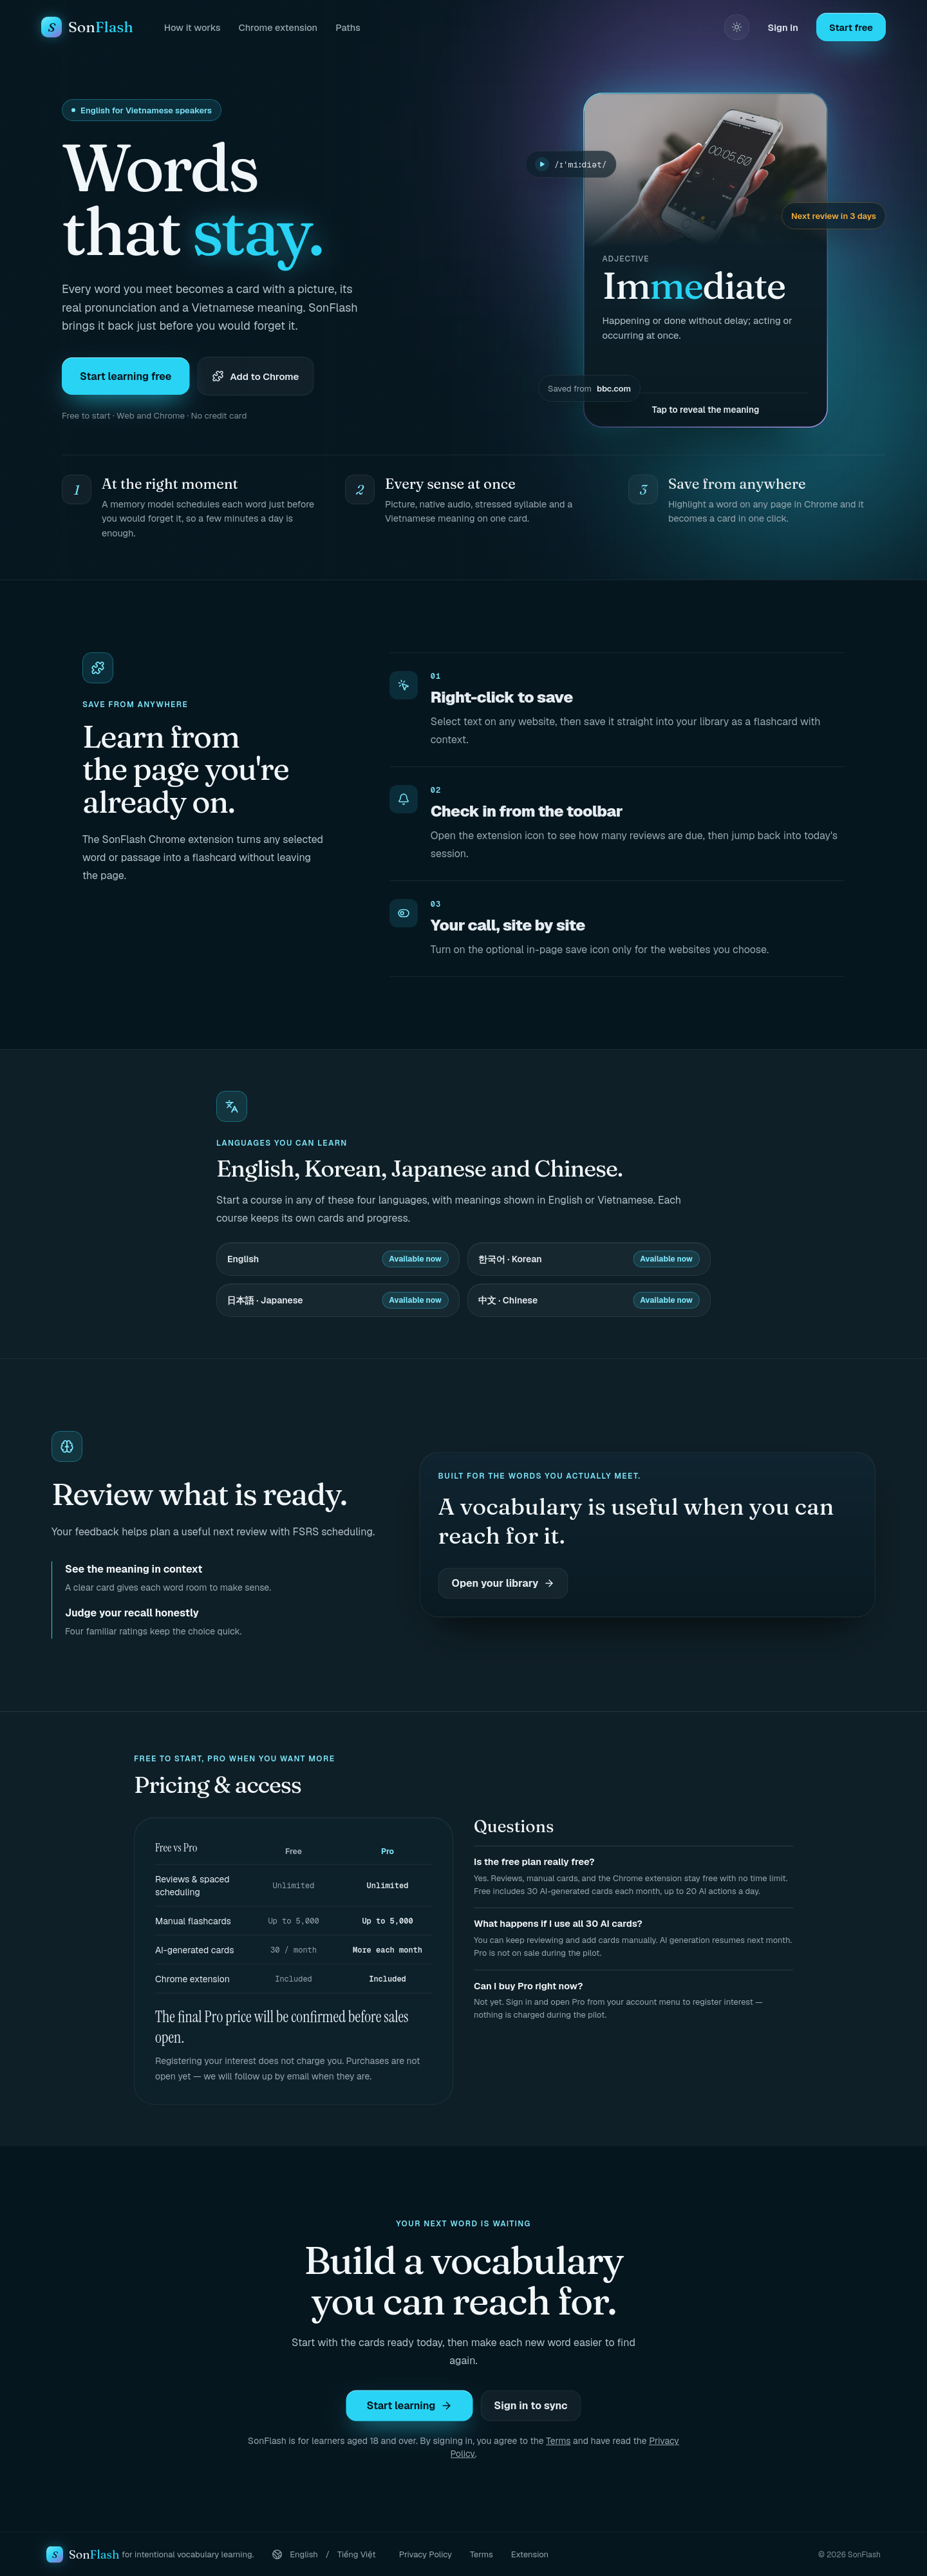 S SonFlash
How it works
Chrome extension
Paths
Sign in
Start free
English for Vietnamese speakers
Words
that stay.
Every word you meet becomes a card with a picture, its
real pronunciation and a Vietnamese meaning. SonFlash
brings it back just before you would forget it.
Start learning free
Add to Chrome
Free to start · Web and Chrome · No credit card
00:05.60
/ɪˈmiːdiət/
Next review in 3 days
ADJECTIVE
Immediate
Happening or done without delay; acting or
occurring at once.
Saved from bbc.com
Tap to reveal the meaning
1
At the right moment
A memory model schedules each word just before
you would forget it, so a few minutes a day is
enough.
2
Every sense at once
Picture, native audio, stressed syllable and a
Vietnamese meaning on one card.
3
Save from anywhere
Highlight a word on any page in Chrome and it
becomes a card in one click.
SAVE FROM ANYWHERE
Learn from
the page you're
already on.
The SonFlash Chrome extension turns any selected
word or passage into a flashcard without leaving
the page.
01
Right-click to save
Select text on any website, then save it straight into your library as a flashcard with
context.
02
Check in from the toolbar
Open the extension icon to see how many reviews are due, then jump back into today's
session.
03
Your call, site by site
Turn on the optional in-page save icon only for the websites you choose.
LANGUAGES YOU CAN LEARN
English, Korean, Japanese and Chinese.
Start a course in any of these four languages, with meanings shown in English or Vietnamese. Each
course keeps its own cards and progress.
English
Available now
한국어 · Korean
Available now
日本語 · Japanese
Available now
中文 · Chinese
Available now
Review what is ready.
Your feedback helps plan a useful next review with FSRS scheduling.
See the meaning in context
A clear card gives each word room to make sense.
Judge your recall honestly
Four familiar ratings keep the choice quick.
BUILT FOR THE WORDS YOU ACTUALLY MEET.
A vocabulary is useful when you can
reach for it.
Open your library
FREE TO START, PRO WHEN YOU WANT MORE
Pricing & access
Free vs Pro
Free
Pro
Reviews & spaced
scheduling
Unlimited
Unlimited
Manual flashcards
Up to 5,000
Up to 5,000
AI-generated cards
30 / month
More each month
Chrome extension
Included
Included
The final Pro price will be confirmed before sales
open.
Registering your interest does not charge you. Purchases are not
open yet — we will follow up by email when they are.
Questions
Is the free plan really free?
Yes. Reviews, manual cards, and the Chrome extension stay free with no time limit.
Free includes 30 AI-generated cards each month, up to 20 AI actions a day.
What happens if I use all 30 AI cards?
You can keep reviewing and add cards manually. AI generation resumes next month.
Pro is not on sale during the pilot.
Can I buy Pro right now?
Not yet. Sign in and open Pro from your account menu to register interest —
nothing is charged during the pilot.
YOUR NEXT WORD IS WAITING
Build a vocabulary
you can reach for.
Start with the cards ready today, then make each new word easier to find
again.
Start learning
Sign in to sync
SonFlash is for learners aged 18 and over. By signing in, you agree to the Terms and have read the Privacy
Policy.
S SonFlash for intentional vocabulary learning.
English / Tiếng Việt
Privacy Policy
Terms
Extension
© 2026 SonFlash